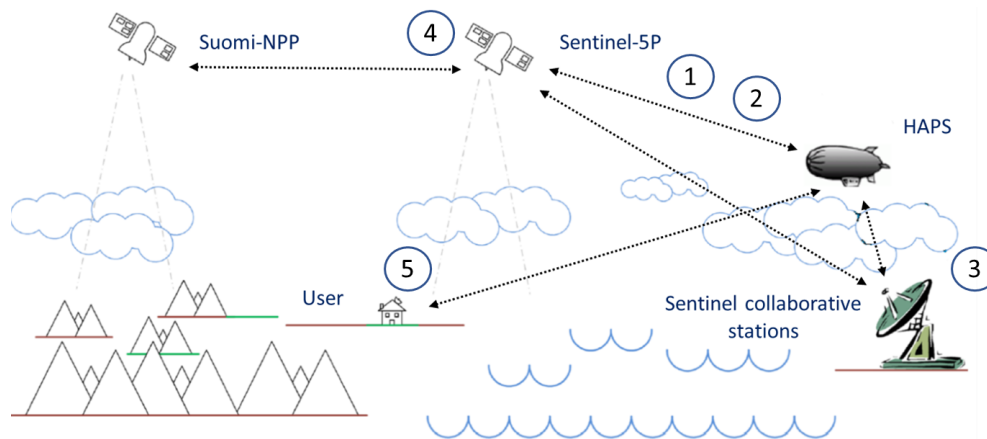 4
Suomi-NPP
Sentinel-5P
1
2
HAPS
5
3
User
Sentinel collaborative
stations